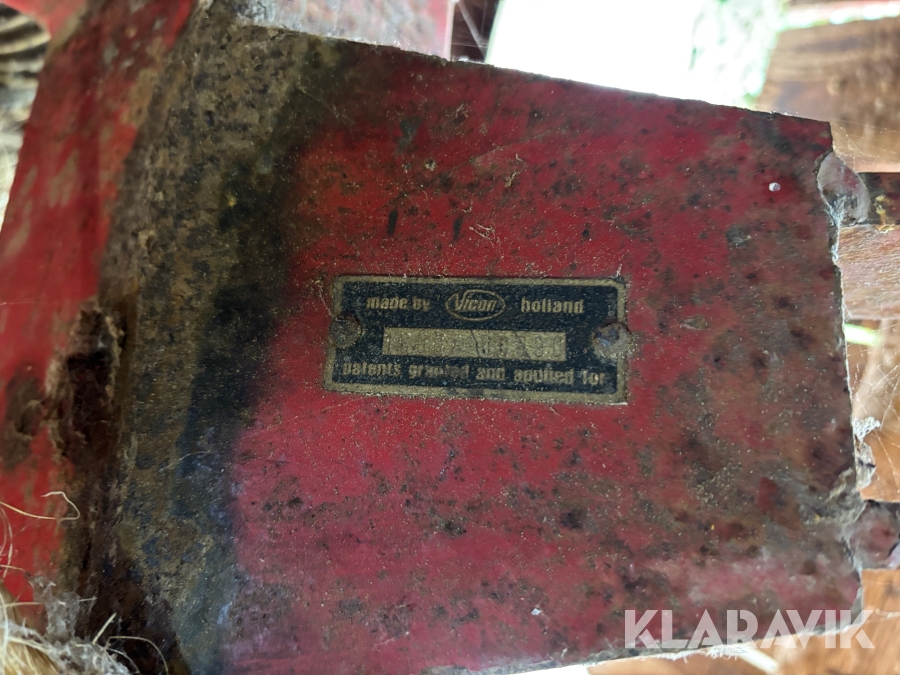 made by Vicon holland
patents granted and applied for
KLARAVIK